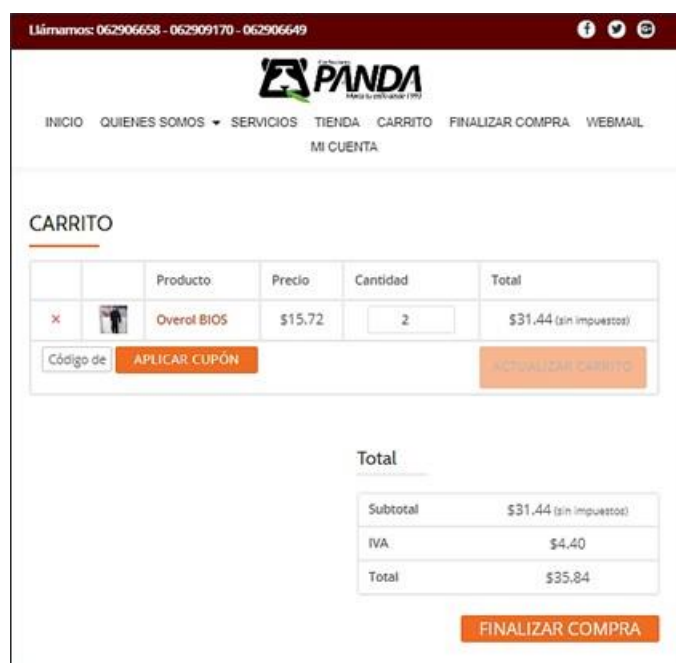 Llámarnos: 062906658 - 062909170 - 062906649
PANDA
INICIO QUIENES SOMOS SERVICIOS TIENDA CARRITO FINALIZAR COMPRA WEBMAIL
MI CUENTA
CARRITO
Producto Precio Cantidad Total
× Overol BIOS $15.72 2 $31.44 (sin impuestos)
Código de APLICAR CUPÓN ACTUALIZAR CARRITO
Total
Subtotal $31.44 (sin impuestos)
IVA $4.40
Total $35.84
FINALIZAR COMPRA